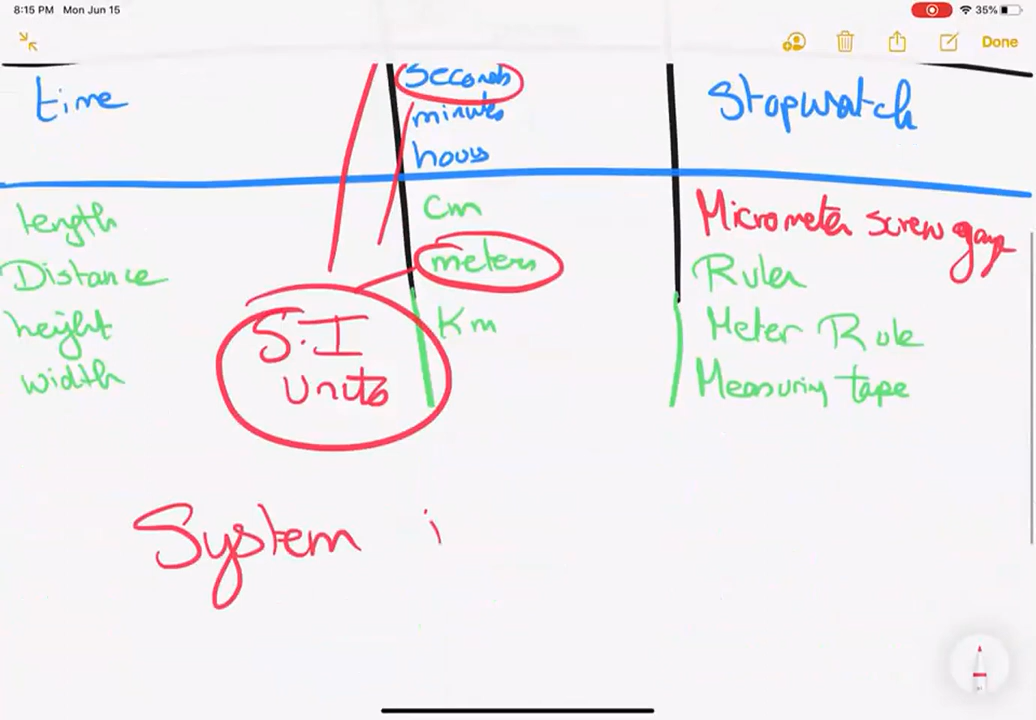 8:15 PM Mon Jun 15
35%
Done
time
seconds
minutes
hours
Stopwatch
length
Distance
height
width
cm
meters
Km
S.I
Units
Micrometer screw gauge
Ruler
Meter Rule
Measuring tape
System i